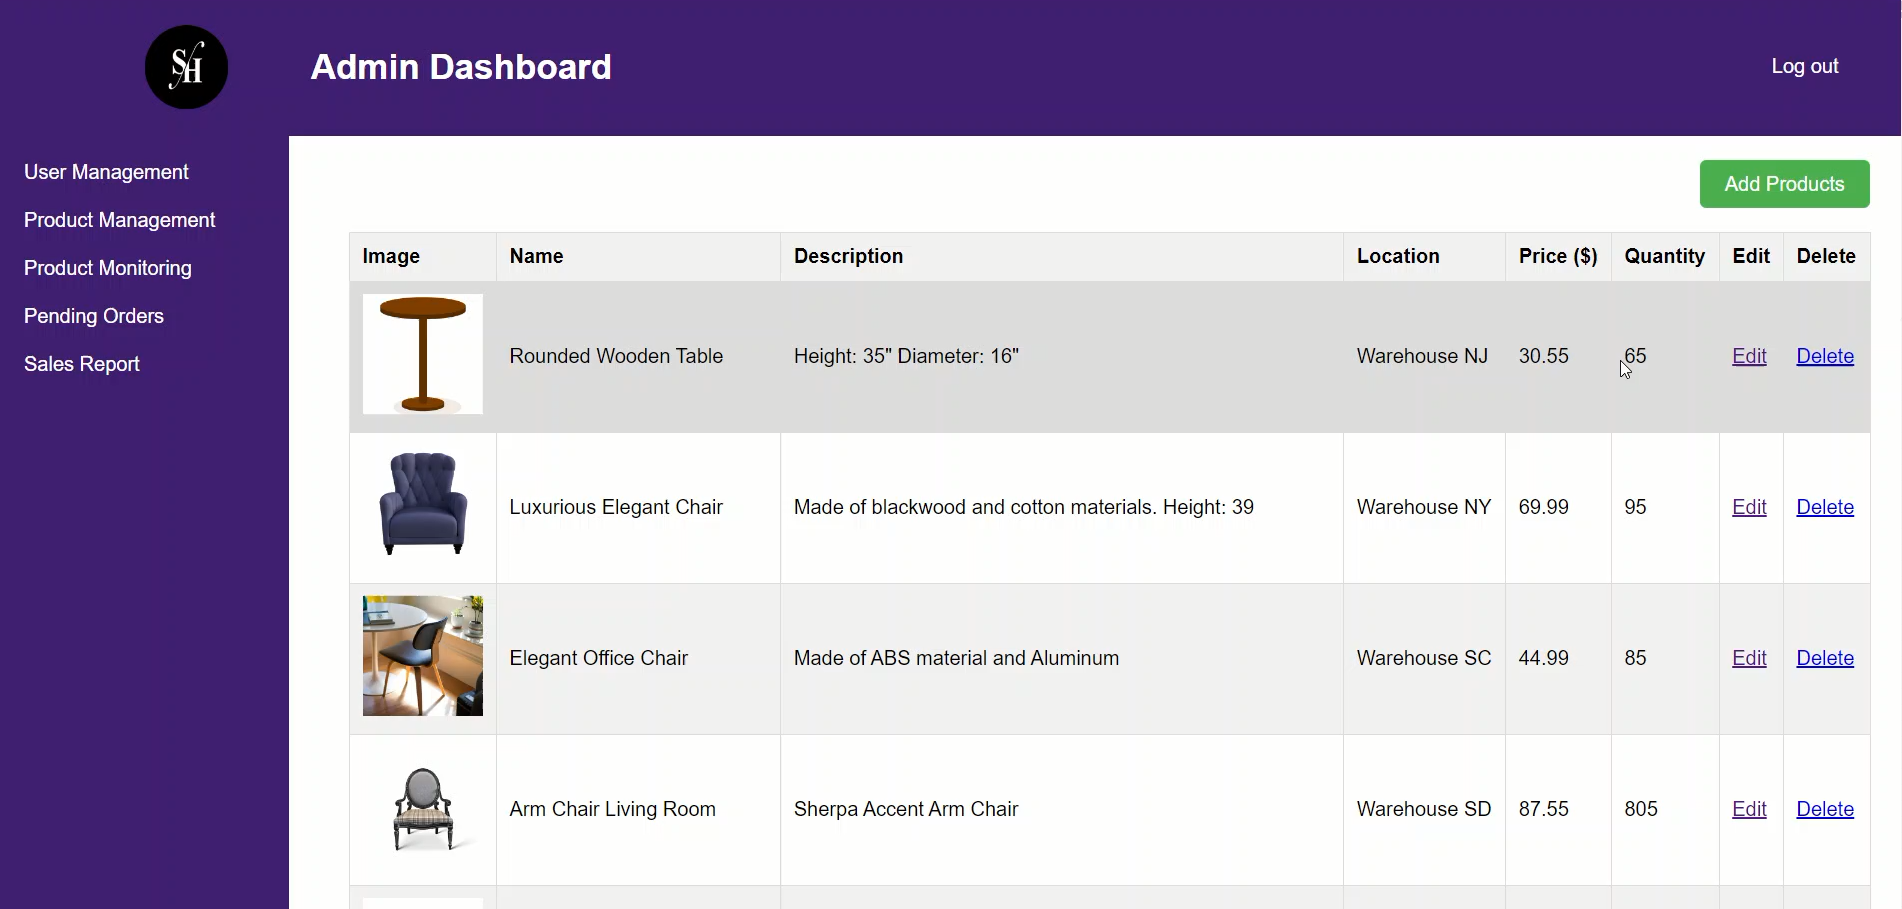 SH
Admin Dashboard
Log out
User Management
Product Management
Product Monitoring
Pending Orders
Sales Report
Add Products
Image Name Description Location Price ($) Quantity Edit Delete
Rounded Wooden Table Height: 35" Diameter: 16" Warehouse NJ 30.55 65 Edit Delete
Luxurious Elegant Chair Made of blackwood and cotton materials. Height: 39 Warehouse NY 69.99 95 Edit Delete
Elegant Office Chair Made of ABS material and Aluminum Warehouse SC 44.99 85 Edit Delete
Arm Chair Living Room Sherpa Accent Arm Chair Warehouse SD 87.55 805 Edit Delete